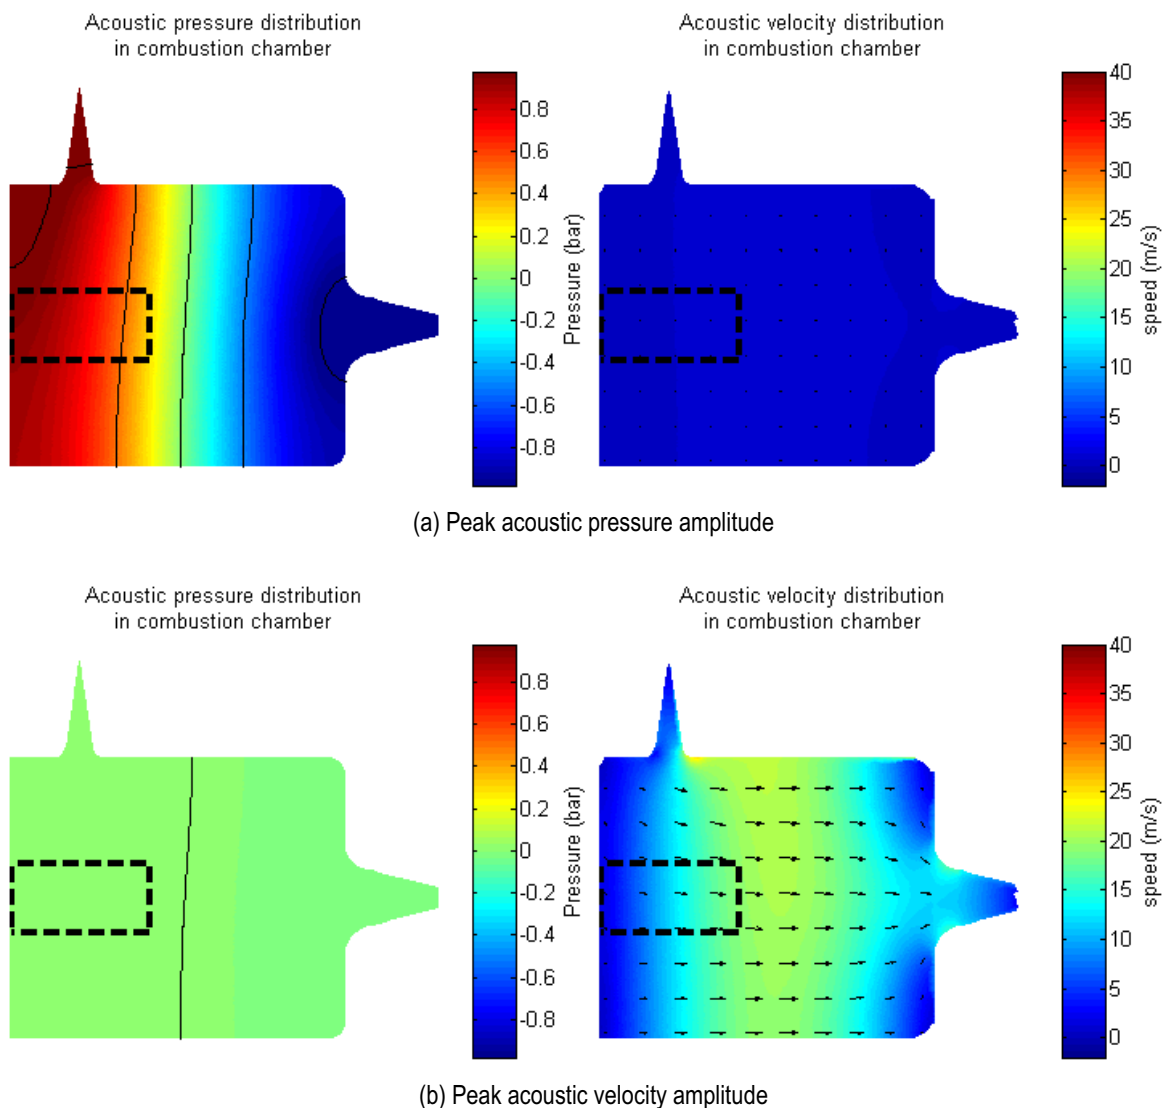 Acoustic pressure distribution
in combustion chamber
0.8
0.6
0.4
0.2
0
-0.2
-0.4
-0.6
-0.8
Pressure (bar)
Acoustic velocity distribution
in combustion chamber
40
35
30
25
20
15
10
5
0
speed (m/s)
(a) Peak acoustic pressure amplitude
Acoustic pressure distribution
in combustion chamber
0.8
0.6
0.4
0.2
0
-0.2
-0.4
-0.6
-0.8
Pressure (bar)
Acoustic velocity distribution
in combustion chamber
40
35
30
25
20
15
10
5
0
speed (m/s)
(b) Peak acoustic velocity amplitude